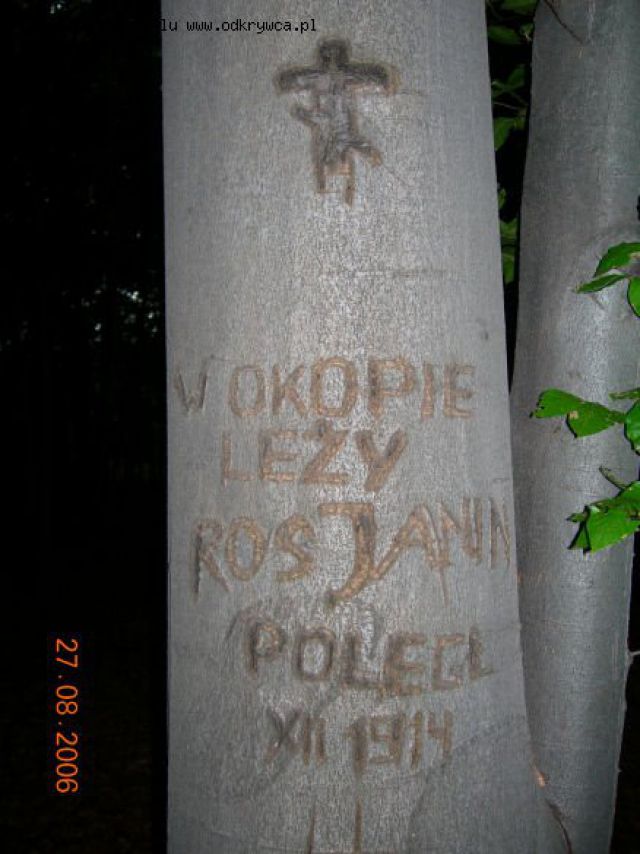 lu www.odkrywca.pl
W OKOPIE
LEŻY
ROSJANIN
POLEGŁ
XII 1914
27.08.2006